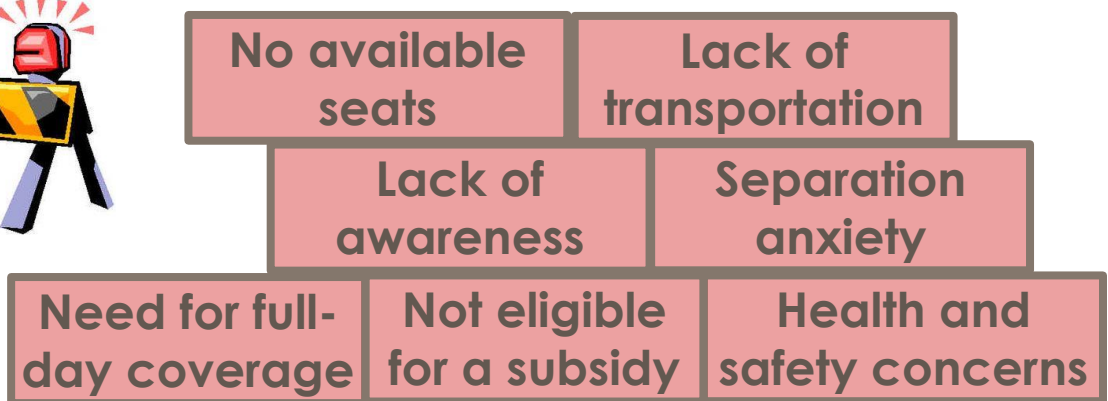 No available
seats
Lack of
transportation
Lack of
awareness
Separation
anxiety
Need for full-
day coverage
Not eligible
for a subsidy
Health and
safety concerns